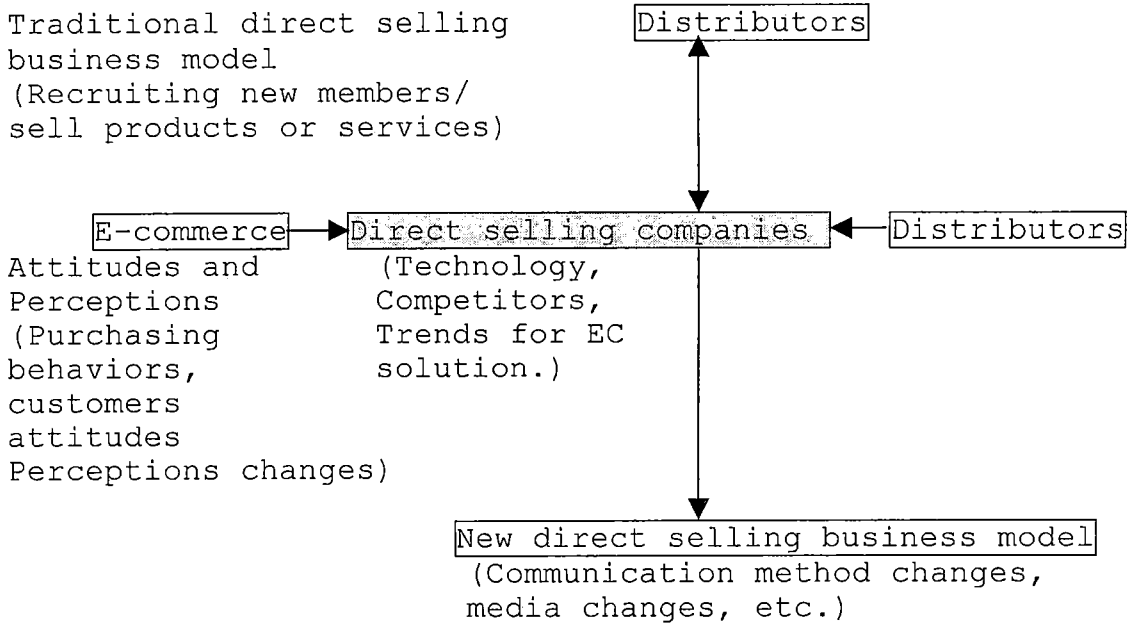 Traditional direct selling
business model
(Recruiting new members/
sell products or services)
Distributors
E-commerce
Direct selling companies
Distributors
Attitudes and
Perceptions
(Purchasing
behaviors,
customers
attitudes
Perceptions changes)
(Technology,
Competitors,
Trends for EC
solution.)
New direct selling business model
(Communication method changes,
media changes, etc.)